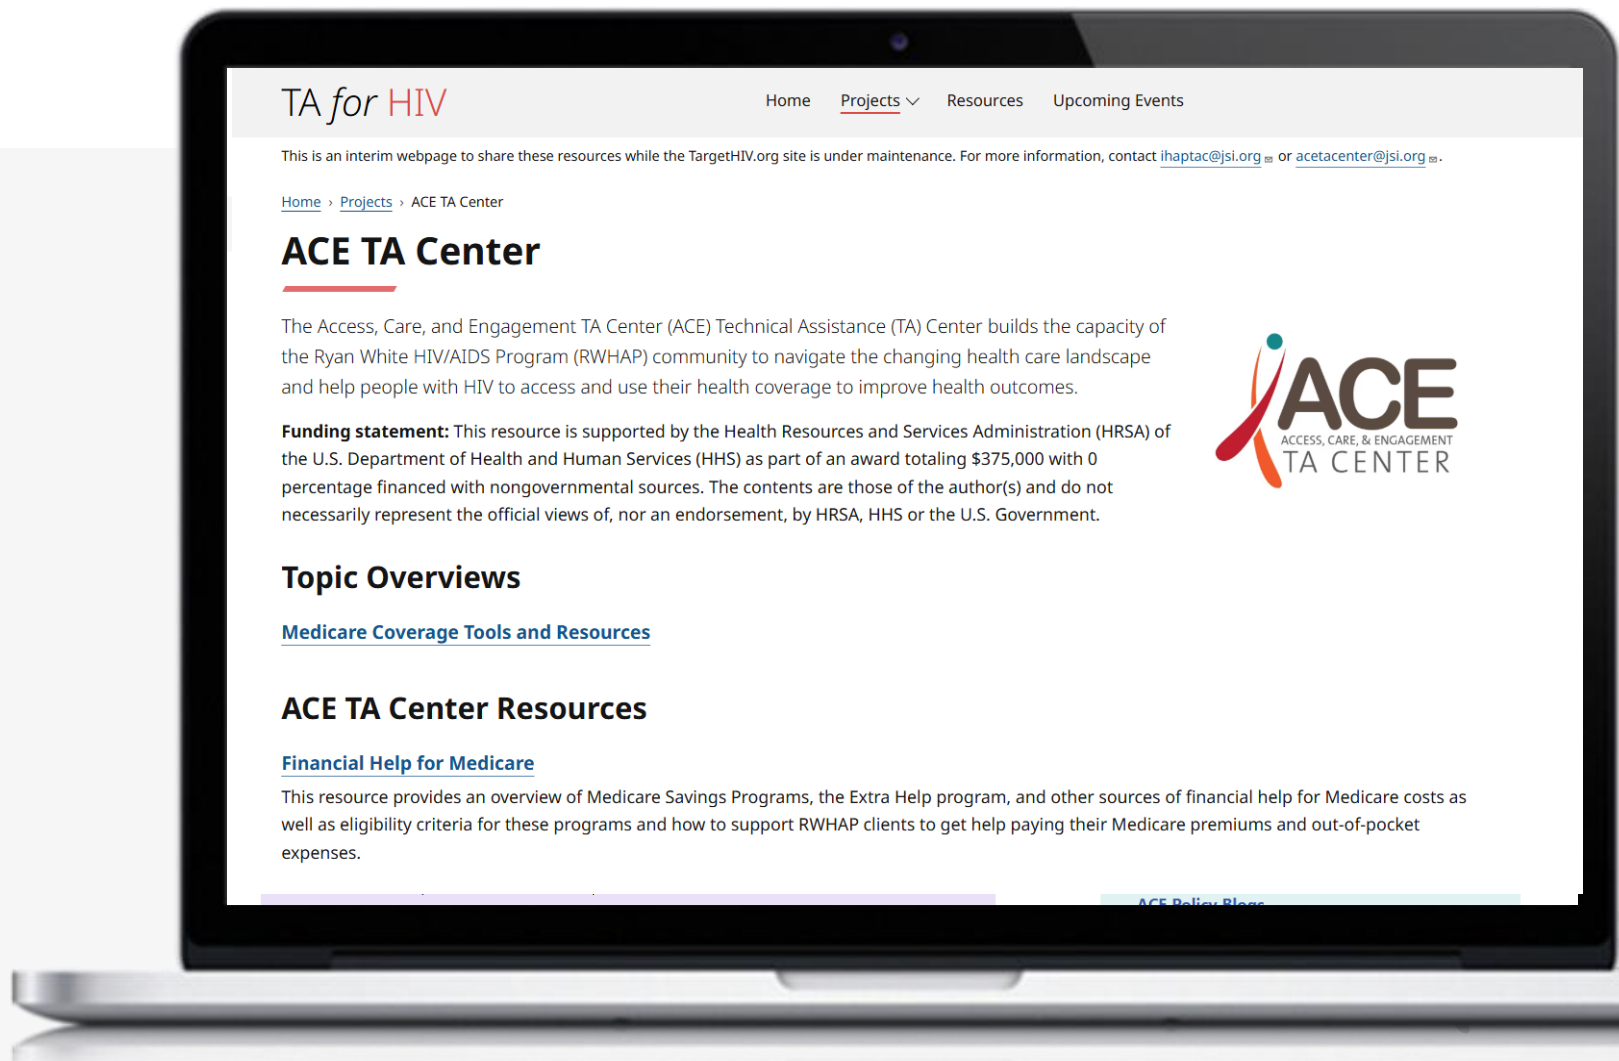 TA for HIV
Home Projects Resources Upcoming Events
This is an interim webpage to share these resources while the TargetHIV.org site is under maintenance. For more information, contact ihaptac@jsi.org or acetacenter@jsi.org .
Home › Projects › ACE TA Center
ACE TA Center
The Access, Care, and Engagement TA Center (ACE) Technical Assistance (TA) Center builds the capacity of
the Ryan White HIV/AIDS Program (RWHAP) community to navigate the changing health care landscape
and help people with HIV to access and use their health coverage to improve health outcomes.
ACE
ACCESS, CARE, & ENGAGEMENT
TA CENTER
Funding statement: This resource is supported by the Health Resources and Services Administration (HRSA) of
the U.S. Department of Health and Human Services (HHS) as part of an award totaling $375,000 with 0
percentage financed with nongovernmental sources. The contents are those of the author(s) and do not
necessarily represent the official views of, nor an endorsement, by HRSA, HHS or the U.S. Government.
Topic Overviews
Medicare Coverage Tools and Resources
ACE TA Center Resources
Financial Help for Medicare
This resource provides an overview of Medicare Savings Programs, the Extra Help program, and other sources of financial help for Medicare costs as
well as eligibility criteria for these programs and how to support RWHAP clients to get help paying their Medicare premiums and out-of-pocket
expenses.
ACE Policy Blogs